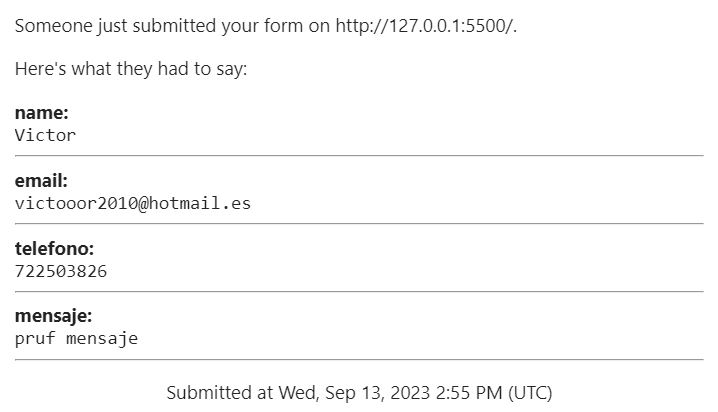 Someone just submitted your form on http://127.0.0.1:5500/.
Here's what they had to say:
name:
Victor
email:
victooor2010@hotmail.es
telefono:
722503826
mensaje:
pruf mensaje
Submitted at Wed, Sep 13, 2023 2:55 PM (UTC)